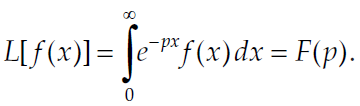 L[f(x)] = ∫₀^∞ e^{-px} f(x) dx = F(p).